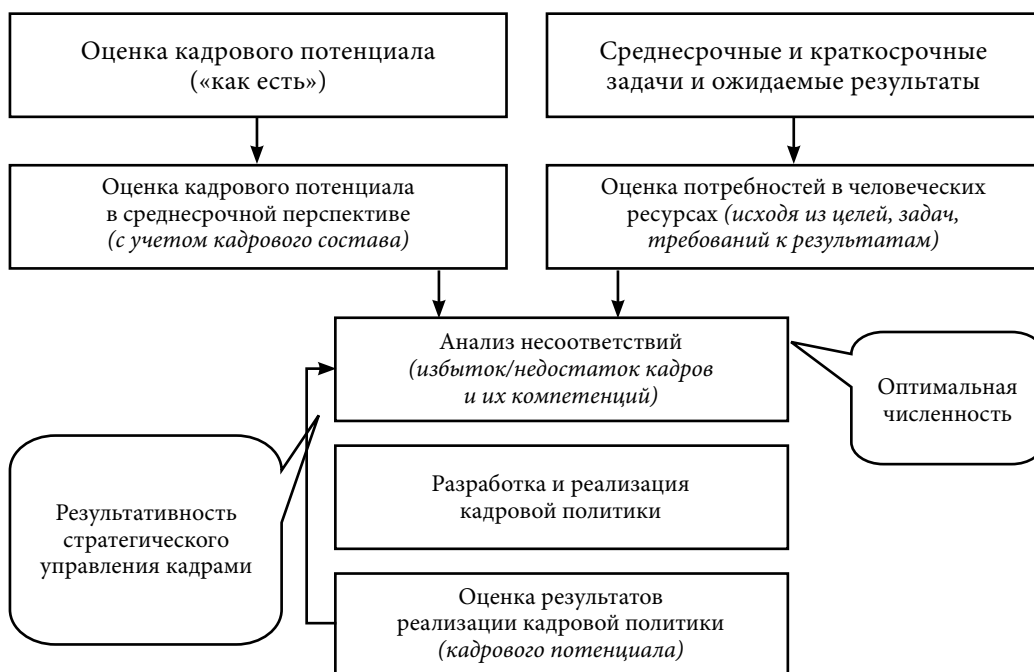 Оценка кадрового потенциала
(«как есть»)
Среднесрочные и краткосрочные
задачи и ожидаемые результаты
Оценка кадрового потенциала
в среднесрочной перспективе
(с учетом кадрового состава)
Оценка потребностей в человеческих
ресурсах (исходя из целей, задач,
требований к результатам)
Анализ несоответствий
(избыток/недостаток кадров
и их компетенций)
Оптимальная
численность
Разработка и реализация
кадровой политики
Результативность
стратегического
управления кадрами
Оценка результатов
реализации кадровой политики
(кадрового потенциала)